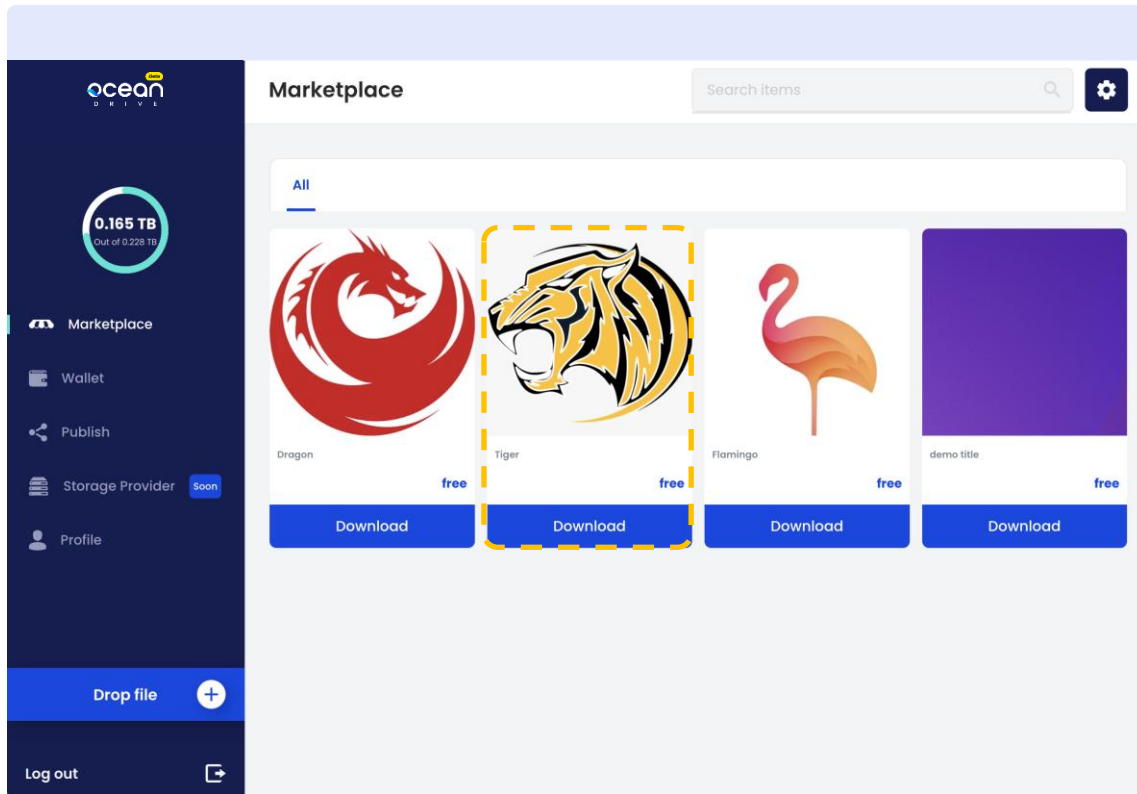 Beta
ocean
DRIVE
Marketplace
Search items
0.165 TB
Out of 0.228 TB
Marketplace
Wallet
Publish
Storage Provider Soon
Profile
Drop file
Log out
All
Dragon
free
Download
Tiger
free
Download
Flamingo
free
Download
demo title
free
Download